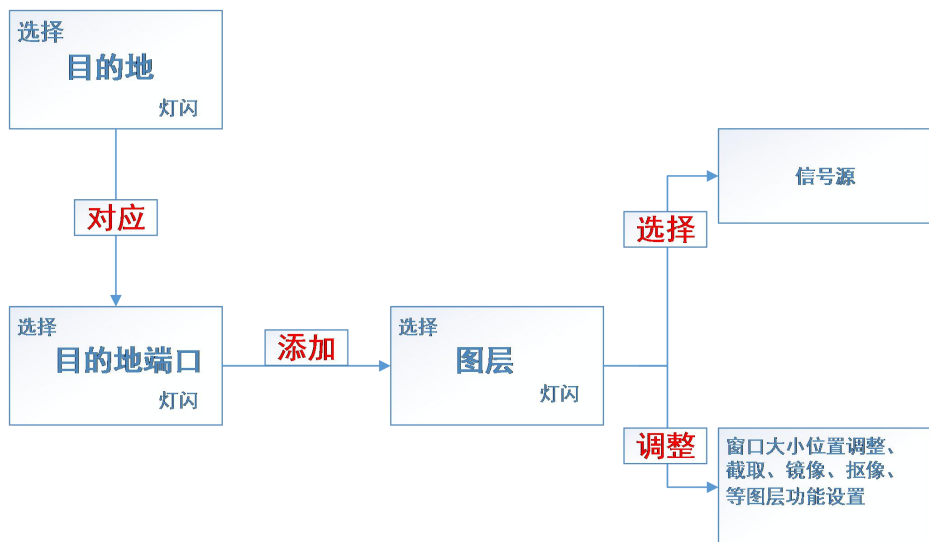 选择
目的地
灯闪
对应
选择
目的地端口
灯闪
添加
选择
图层
灯闪
选择
信号源
调整
窗口大小位置调整、
截取、镜像、抠像、
等图层功能设置